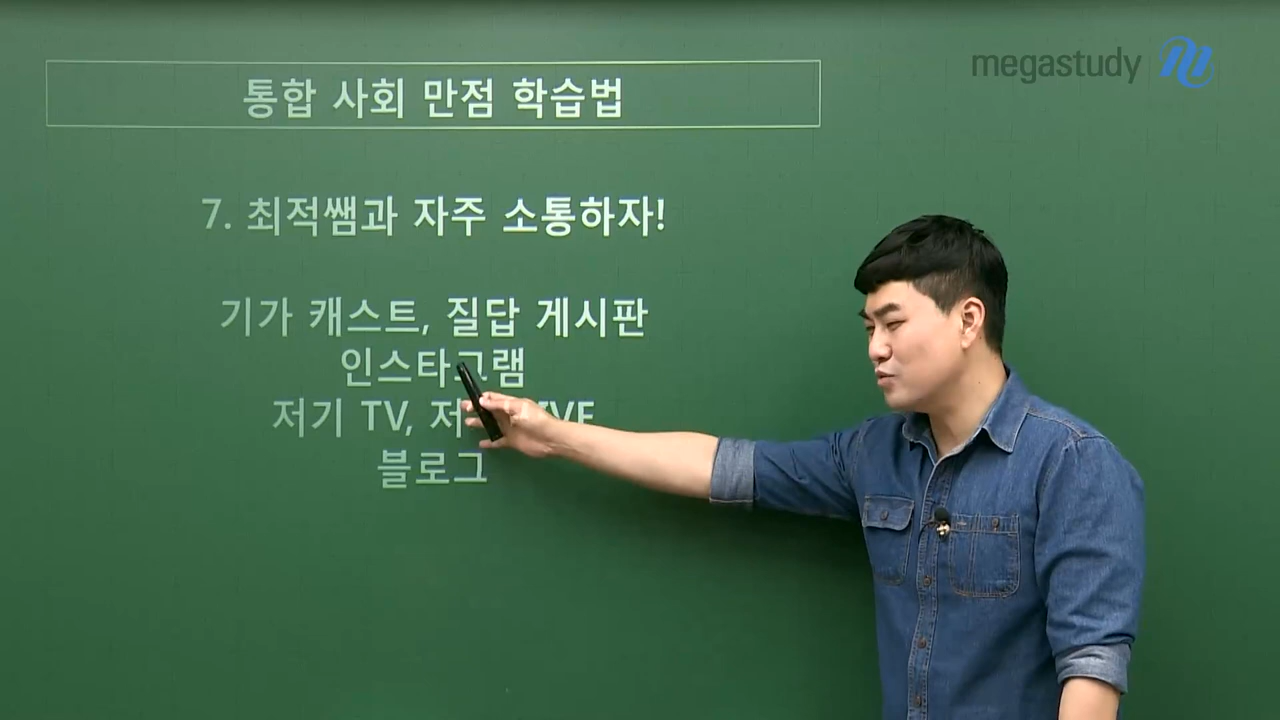 megastudy
통합 사회 만점 학습법
7. 최적쌤과 자주 소통하자!
기가 캐스트, 질답 게시판
인스타그램
저기 TV,
블로그